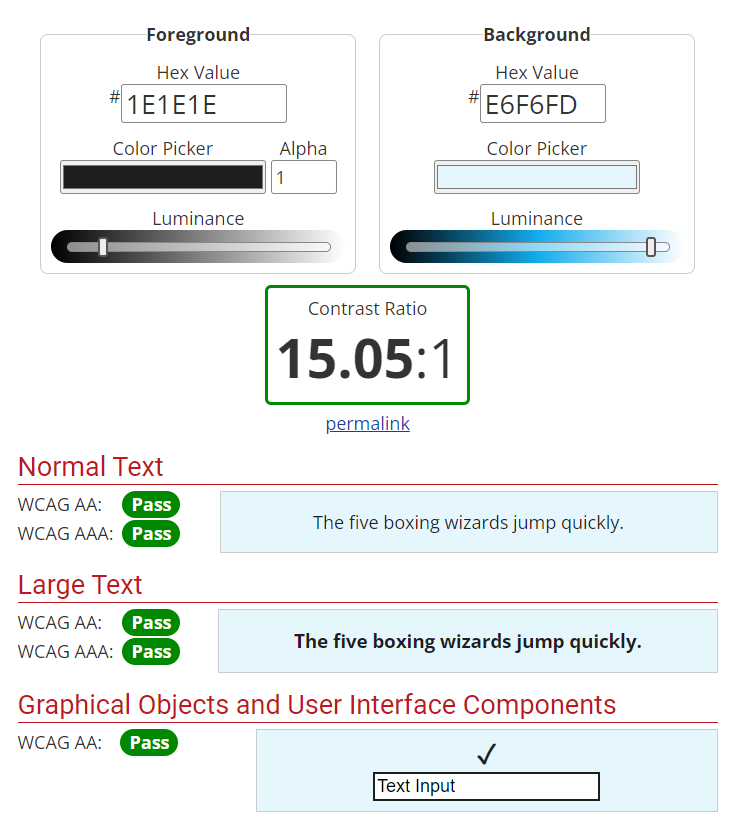 Foreground
Background
Hex Value
Hex Value
# 1E1E1E
# E6F6FD
Color Picker Alpha
Color Picker
1
Luminance
Luminance
Contrast Ratio
15.05:1
permalink
Normal Text
WCAG AA: Pass
WCAG AAA: Pass
The five boxing wizards jump quickly.
Large Text
WCAG AA: Pass
WCAG AAA: Pass
The five boxing wizards jump quickly.
Graphical Objects and User Interface Components
WCAG AA: Pass
✓
Text Input